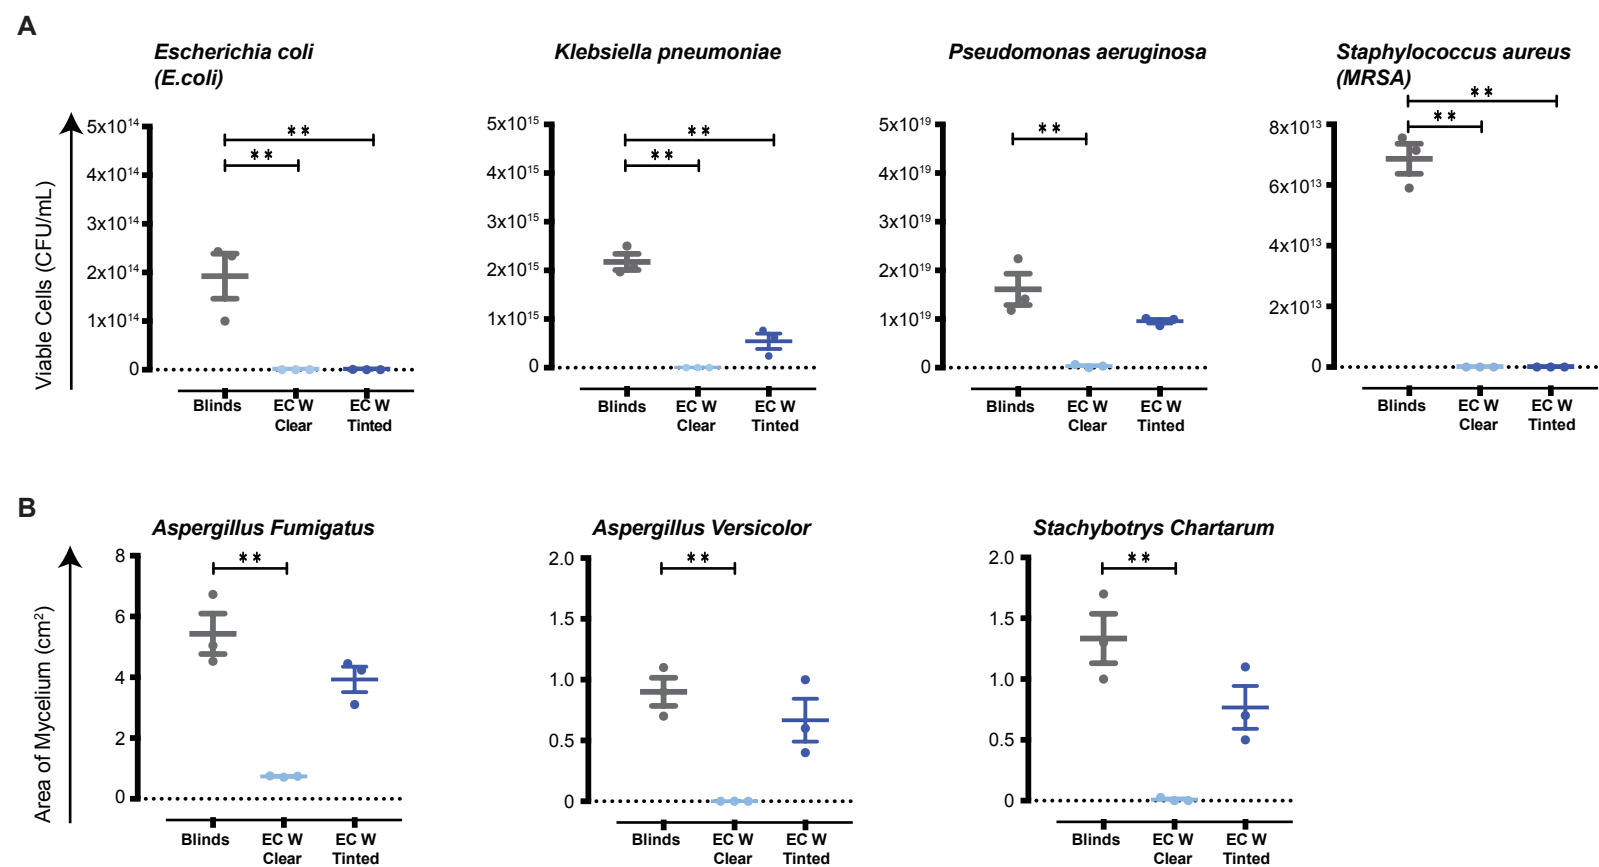 A
Escherichia coli
(E.coli)
Klebsiella pneumoniae
Pseudomonas aeruginosa
Staphylococcus aureus
(MRSA)
Viable Cells (CFU/mL)
5x10¹⁴
4x10¹⁴
3x10¹⁴
2x10¹⁴
1x10¹⁴
0
**
**
Blinds
EC W
Clear
EC W
Tinted
5x10¹⁵
4x10¹⁵
3x10¹⁵
2x10¹⁵
1x10¹⁵
0
**
**
Blinds
EC W
Clear
EC W
Tinted
5x10¹⁹
4x10¹⁹
3x10¹⁹
2x10¹⁹
1x10¹⁹
0
**
Blinds
EC W
Clear
EC W
Tinted
8x10¹³
6x10¹³
4x10¹³
2x10¹³
0
**
**
Blinds
EC W
Clear
EC W
Tinted
B
Aspergillus Fumigatus
Aspergillus Versicolor
Stachybotrys Chartarum
Area of Mycelium (cm²)
8
6
4
2
0
**
Blinds
EC W
Clear
EC W
Tinted
2.0
1.5
1.0
0.5
0
**
Blinds
EC W
Clear
EC W
Tinted
2.0
1.5
1.0
0.5
0
**
Blinds
EC W
Clear
EC W
Tinted